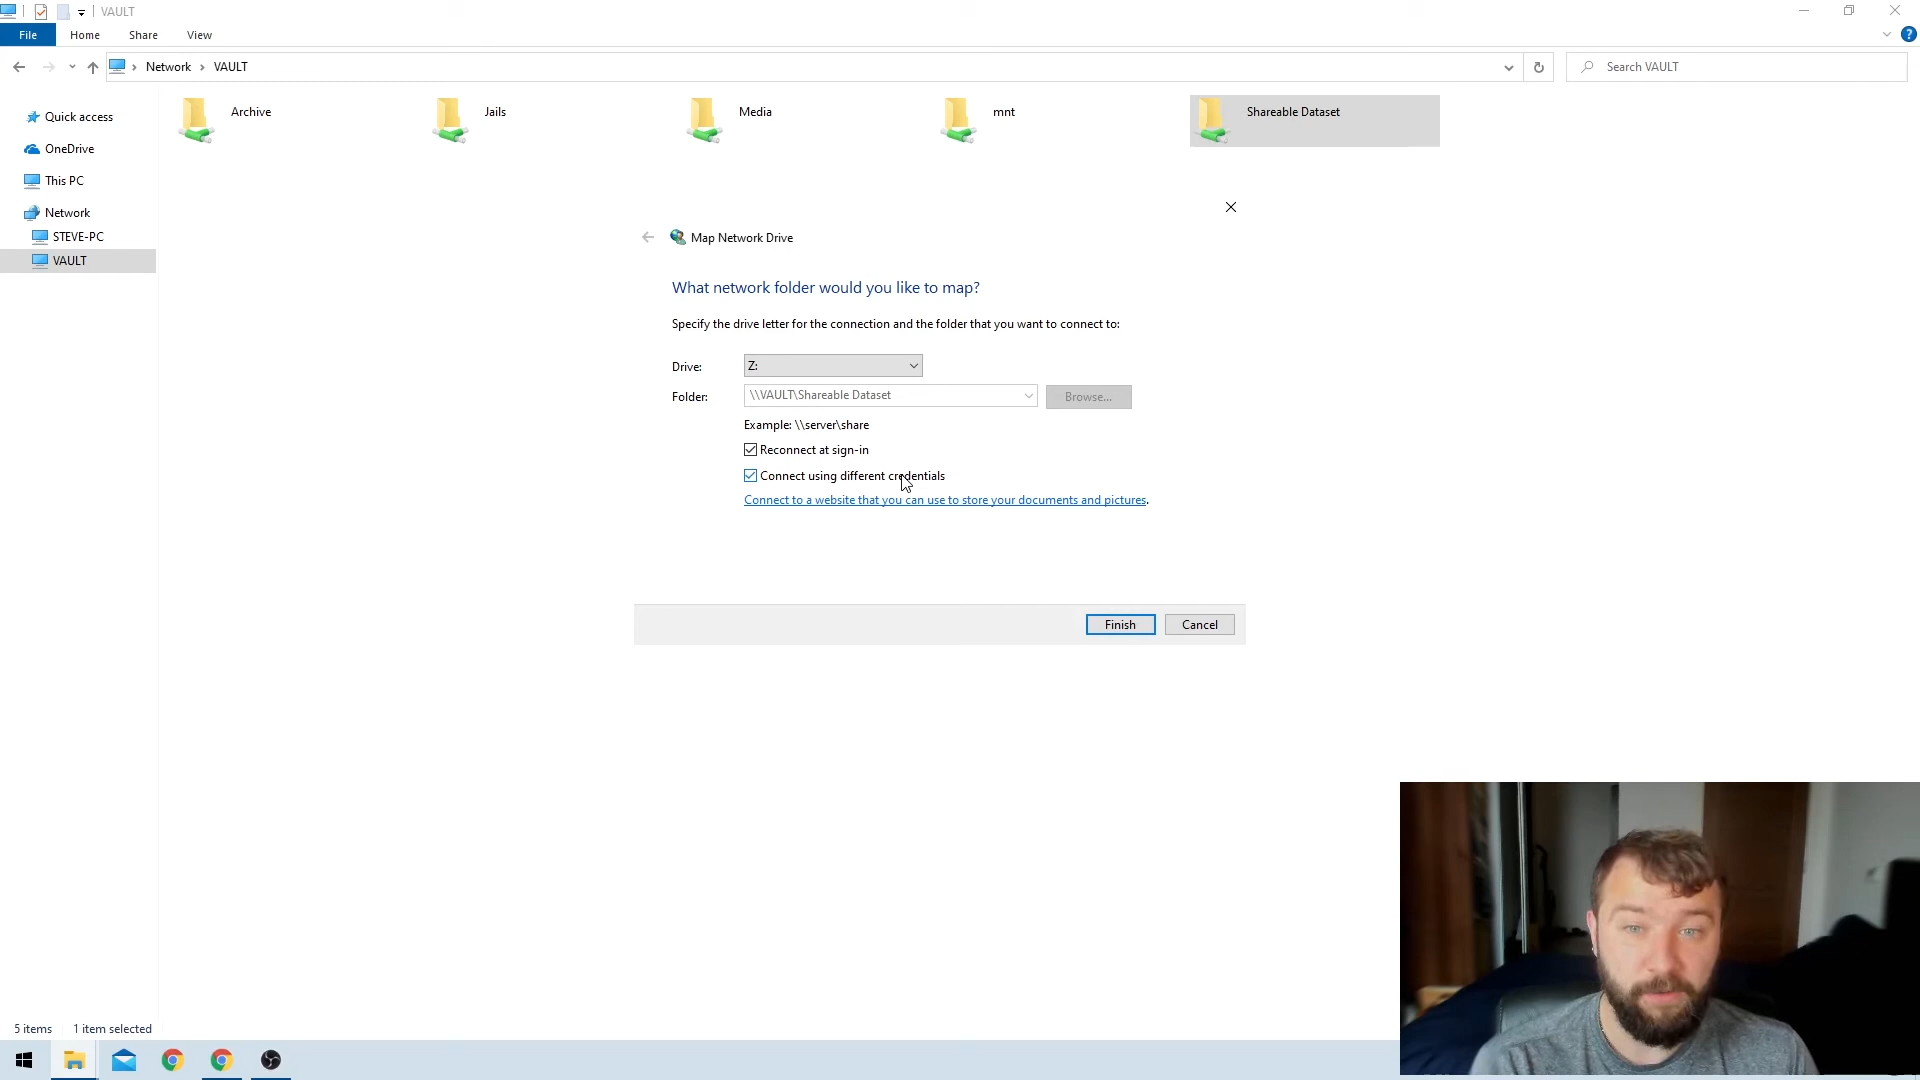 VAULT
File Home Share View
Network VAULT
Search VAULT
Quick access
OneDrive
This PC
Network
STEVE-PC
VAULT
Archive
Jails
Media
mnt
Shareable Dataset
Map Network Drive
What network folder would you like to map?
Specify the drive letter for the connection and the folder that you want to connect to:
Drive: Z:
Folder: \\VAULT\Shareable Dataset Browse...
Example: \\server\share
Reconnect at sign-in
Connect using different credentials
Connect to a website that you can use to store your documents and pictures.
Finish Cancel
5 items 1 item selected